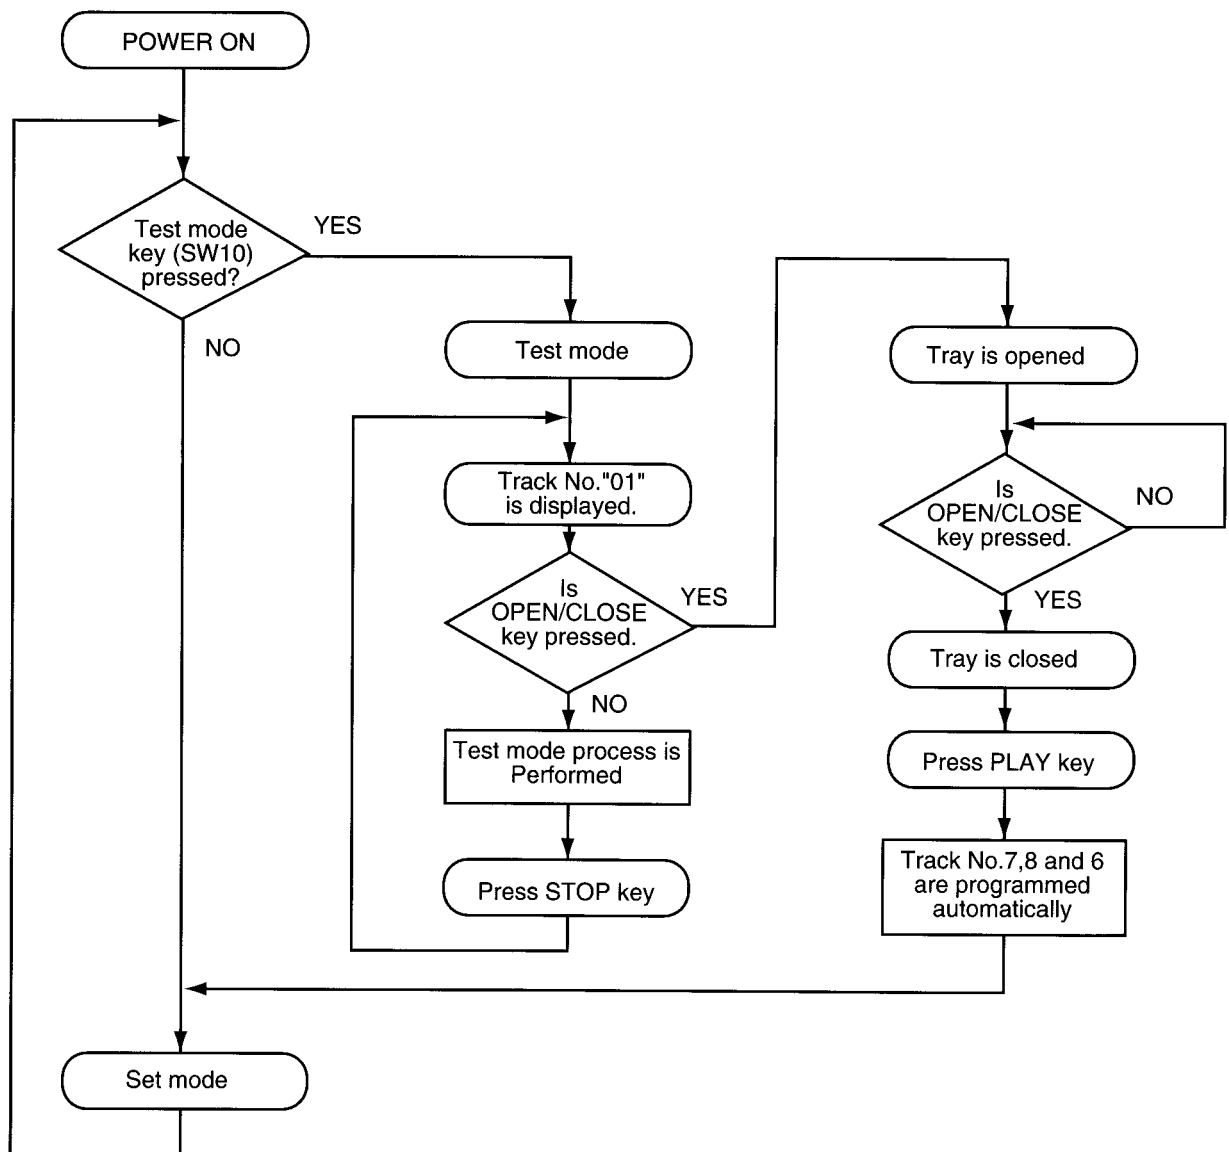 POWER ON
Test mode
key (SW10)
pressed?
YES
NO
Test mode
Track No."01"
is displayed.
Is
OPEN/CLOSE
key pressed.
YES
NO
Test mode process is
Performed
Press STOP key
Tray is opened
Is
OPEN/CLOSE
key pressed.
NO
YES
Tray is closed
Press PLAY key
Track No.7,8 and 6
are programmed
automatically
Set mode